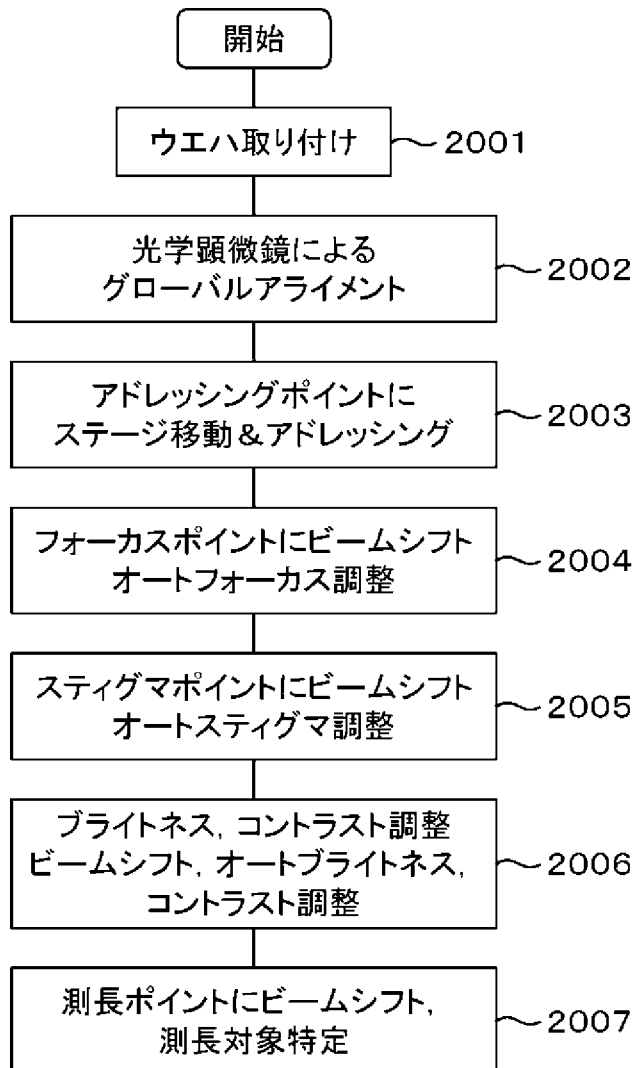 開始
ウエハ取り付け 2001
光学顕微鏡による
グローバルアライメント
2002
アドレッシングポイントに
ステージ移動&アドレッシング
2003
フォーカスポイントにビームシフト
オートフォーカス調整
2004
スティグマポイントにビームシフト
オートスティグマ調整
2005
ブライトネス,コントラスト調整
ビームシフト,オートブライトネス,
コントラスト調整
2006
測長ポイントにビームシフト,
測長対象特定
2007